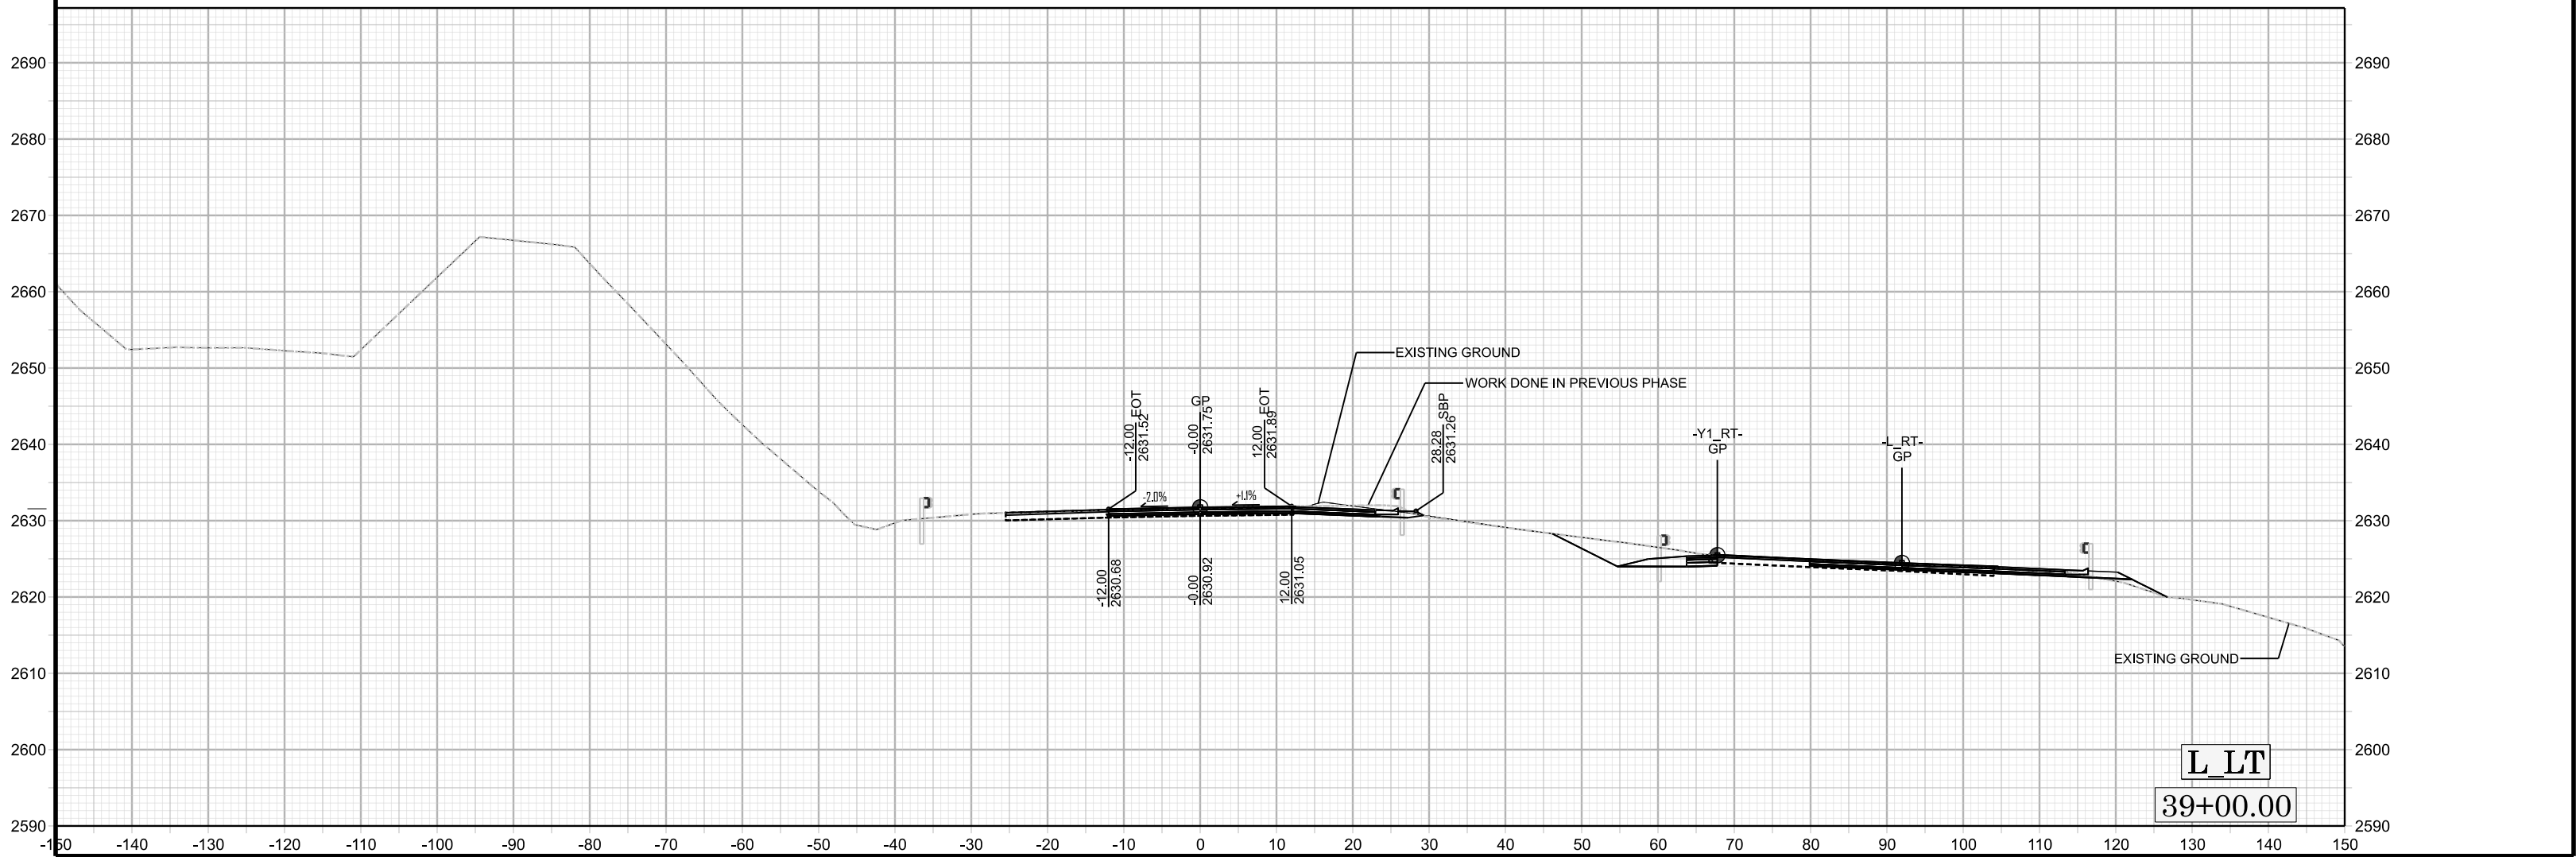 2690 2690
2680 2680
2670 2670
2660 2660
2650 2650
EXISTING GROUND
WORK DONE IN PREVIOUS PHASE
EOT
-12.00
2631.52
GP
-0.00
2631.75
EOT
12.00
2631.89
SBP
28.28
2631.26
-Y1_RT-
GP
-L_RT-
GP
2640 2640
-2.0%
+1.1%
2630 2630
-12.00
2630.68
-0.00
2630.92
12.00
2631.05
2620 2620
2610 2610
EXISTING GROUND
2600 2600
L_LT
39+00.00
2590 2590
-150 -140 -130 -120 -110 -100 -90 -80 -70 -60 -50 -40 -30 -20 -10 0 10 20 30 40 50 60 70 80 90 100 110 120 130 140 150